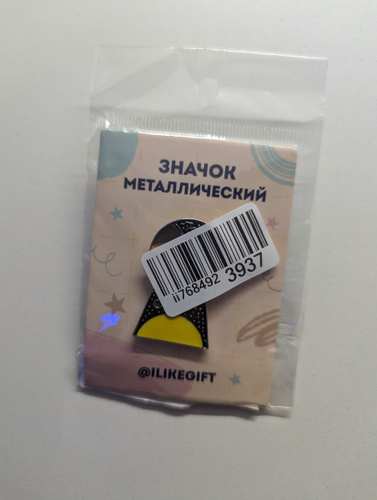 ЗНАЧОК
МЕТАЛЛИЧЕСКИЙ
ii768492 3937
@ILIKEGIFT